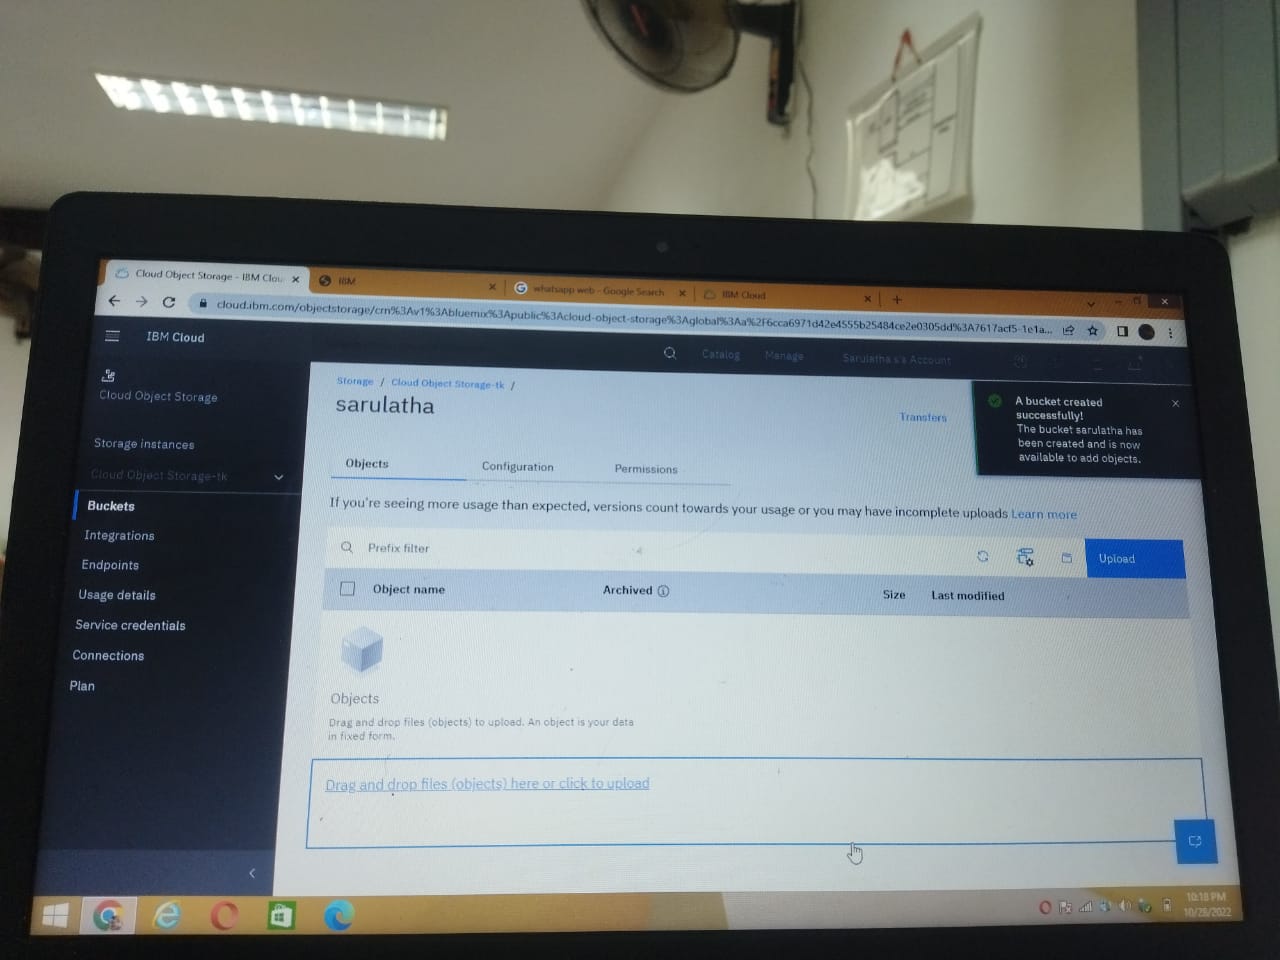 Cloud Object Storage - IBM Clou
IBM
whatsapp web - Google Search
IBM Cloud
cloud.ibm.com/objectstorage/crn%3Av1%3Abluemix%3Apublic%3Acloud-object-storage%3Aglobal%3Aa%2f6cca6971d42e4555b25484ce2e0305dd%3A7617acf5-1e1a...
IBM Cloud
Catalog
Manage
Sarulatha s's Account
Cloud Object Storage
Storage instances
Cloud Object Storage-tk
Buckets
Integrations
Endpoints
Usage details
Service credentials
Connections
Plan
Storage / Cloud Object Storage-tk /
sarulatha
Transfers
A bucket created
successfully!
The bucket sarulatha has
been created and is now
available to add objects.
Objects
Configuration
Permissions
If you're seeing more usage than expected, versions count towards your usage or you may have incomplete uploads Learn more
Prefix filter
Upload
Object name
Archived
Size
Last modified
Objects
Drag and drop files (objects) to upload. An object is your data
in fixed form.
Drag and drop files (objects) here or click to upload
10:18 PM
10/28/2022